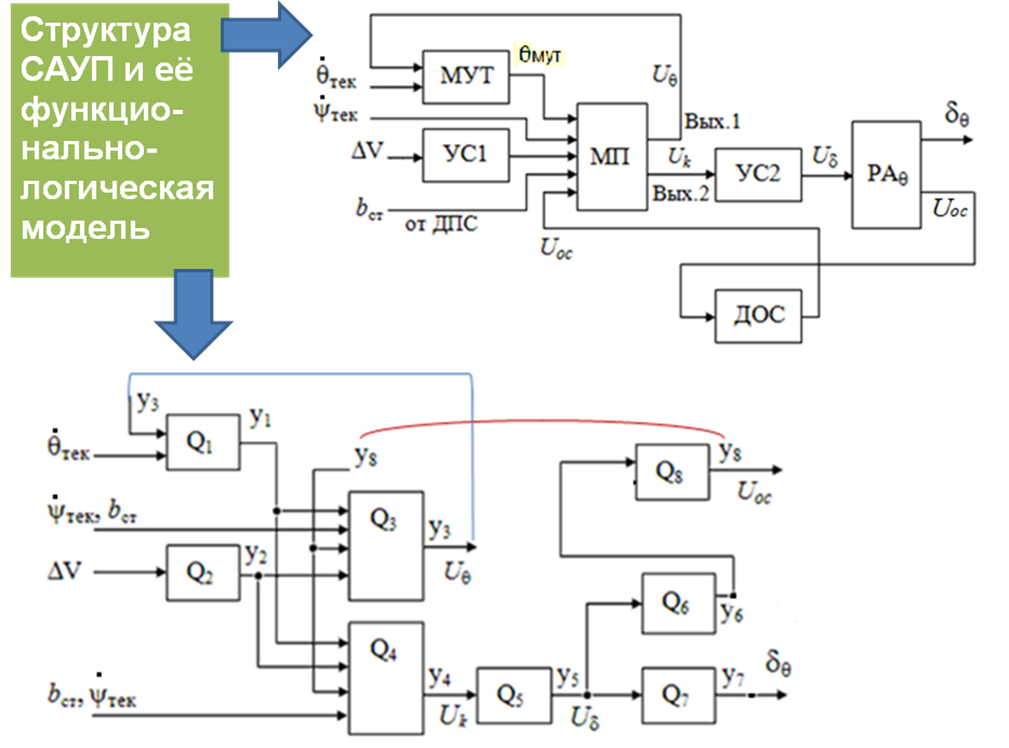 Структура
САУП и её
функцио-
нально-
логическая
модель
θмут
U̇θ
θ̇тек
МУТ
ψ̇тек
Вых.1
δθ
ΔV
УС1
МП
Uk
УС2
Uδ
РАθ
Вых.2
bст
от ДПС
Uос
Uос
ДОС
y3
y1
θ̇тек
Q1
y8
y8
Q8
Uос
ψ̇тек, bст
Q3
y3
ΔV
Q2
y2
Uθ
Q6
y6
Q4
y4
y5
y7
δθ
bст, ψ̇тек
Uk
Q5
Uδ
Q7